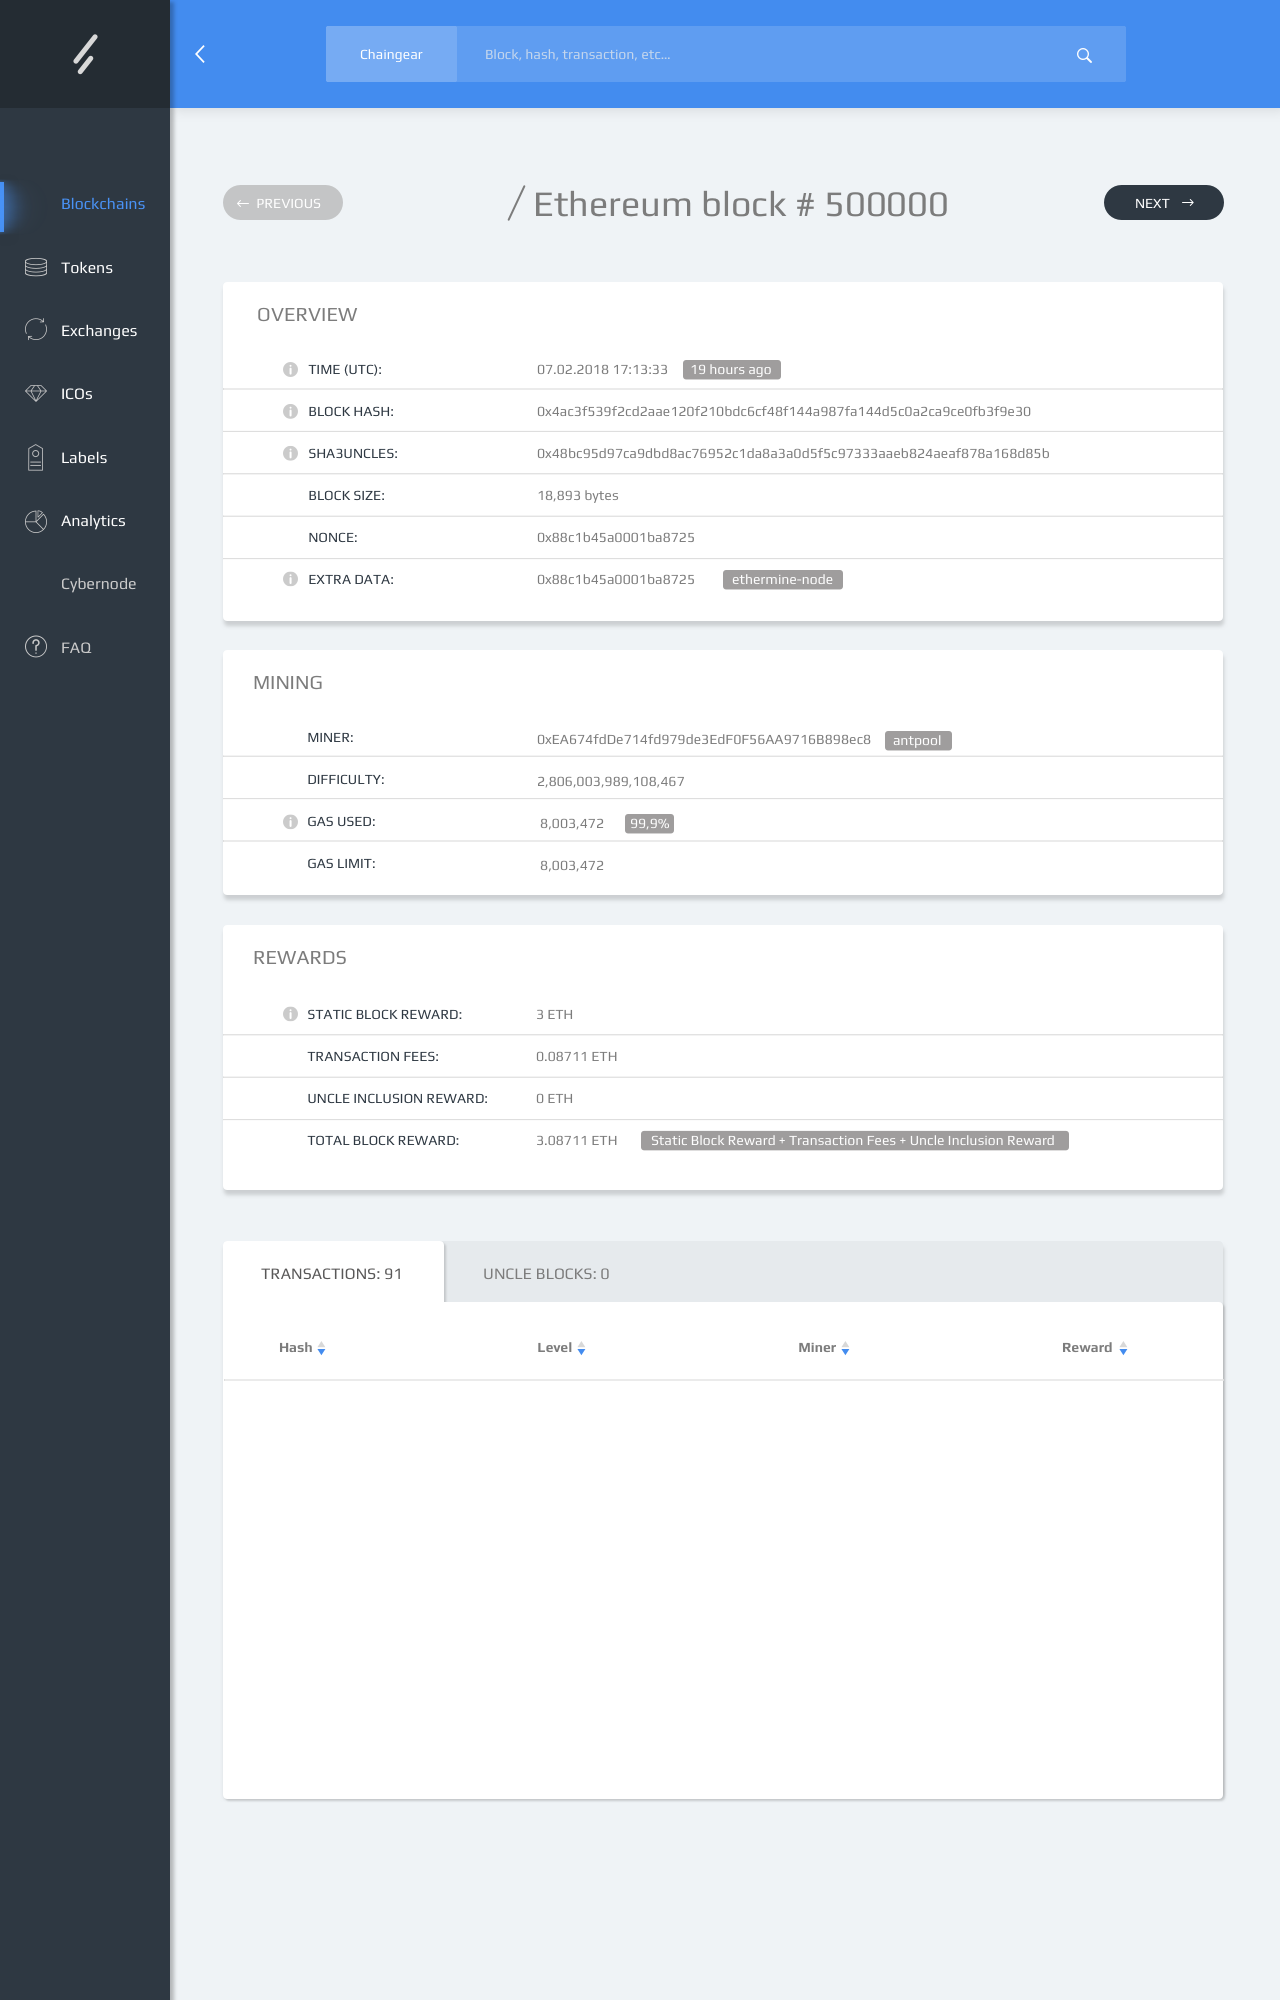 Chaingear Block, hash, transaction, etc...
Blockchains
Tokens
Exchanges
ICOs
Labels
Analytics
Cybernode
FAQ
← PREVIOUS / Ethereum block # 500000 NEXT →
OVERVIEW
TIME (UTC): 07.02.2018 17:13:33 19 hours ago
BLOCK HASH: 0x4ac3f539f2cd2aae120f210bdc6cf48f144a987fa144d5c0a2ca9ce0fb3f9e30
SHA3UNCLES: 0x48bc95d97ca9dbd8ac76952c1da8a3a0d5f5c97333aaeb824aeaf878a168d85b
BLOCK SIZE: 18,893 bytes
NONCE: 0x88c1b45a0001ba8725
EXTRA DATA: 0x88c1b45a0001ba8725 ethermine-node
MINING
MINER: 0xEA674fdDe714fd979de3EdF0F56AA9716B898ec8 antpool
DIFFICULTY: 2,806,003,989,108,467
GAS USED: 8,003,472 99,9%
GAS LIMIT: 8,003,472
REWARDS
STATIC BLOCK REWARD: 3 ETH
TRANSACTION FEES: 0.08711 ETH
UNCLE INCLUSION REWARD: 0 ETH
TOTAL BLOCK REWARD: 3.08711 ETH Static Block Reward + Transaction Fees + Uncle Inclusion Reward
TRANSACTIONS: 91 UNCLE BLOCKS: 0
Hash Level Miner Reward